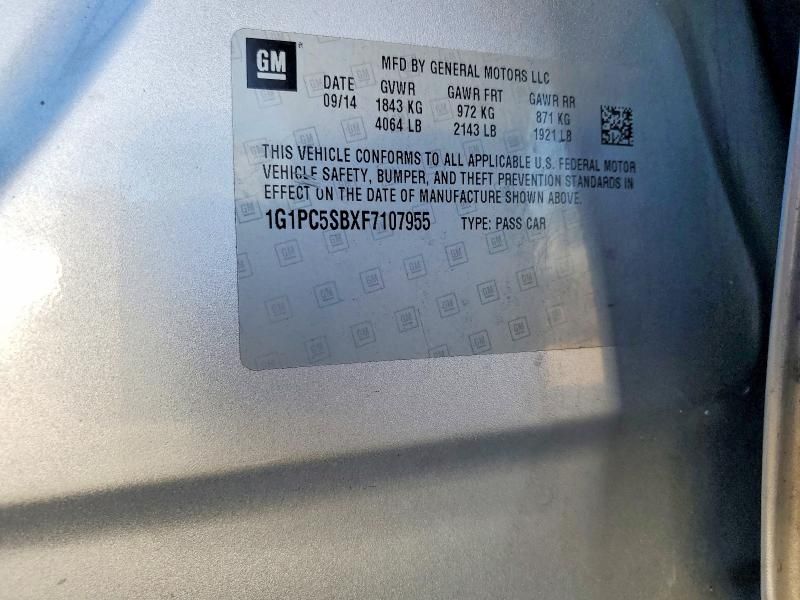 GM MFD BY GENERAL MOTORS LLC
DATE GVWR GAWR FRT GAWR RR
09/14 1843 KG 972 KG 871 KG
4064 LB 2143 LB 1921 LB
THIS VEHICLE CONFORMS TO ALL APPLICABLE U.S. FEDERAL MOTOR
VEHICLE SAFETY, BUMPER, AND THEFT PREVENTION STANDARDS IN
EFFECT ON THE DATE OF MANUFACTURE SHOWN ABOVE.
1G1PC5SBXF7107955 TYPE: PASS CAR